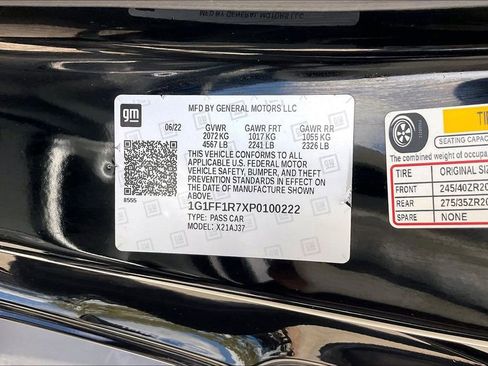 gm
MFD BY GENERAL MOTORS LLC
06/22 GVWR GAWR FRT GAWR RR
2072 KG 1017 KG 1055 KG
4567 LB 2241 LB 2326 LB
THIS VEHICLE CONFORMS TO ALL
APPLICABLE U.S. FEDERAL MOTOR
VEHICLE SAFETY, BUMPER, AND THEFT
PREVENTION STANDARDS IN EFFECT ON THE
DATE OF MANUFACTURE SHOWN ABOVE.
8555
1G1FF1R7XP0100222
TYPE: PASS CAR
MODEL: X21AJ37
TI
SEATING CAPACITY
The combined weight of occupa
TIRE ORIGINAL SIZ
FRONT 245/40ZR20
REAR 275/35ZR20
SPARE NONE